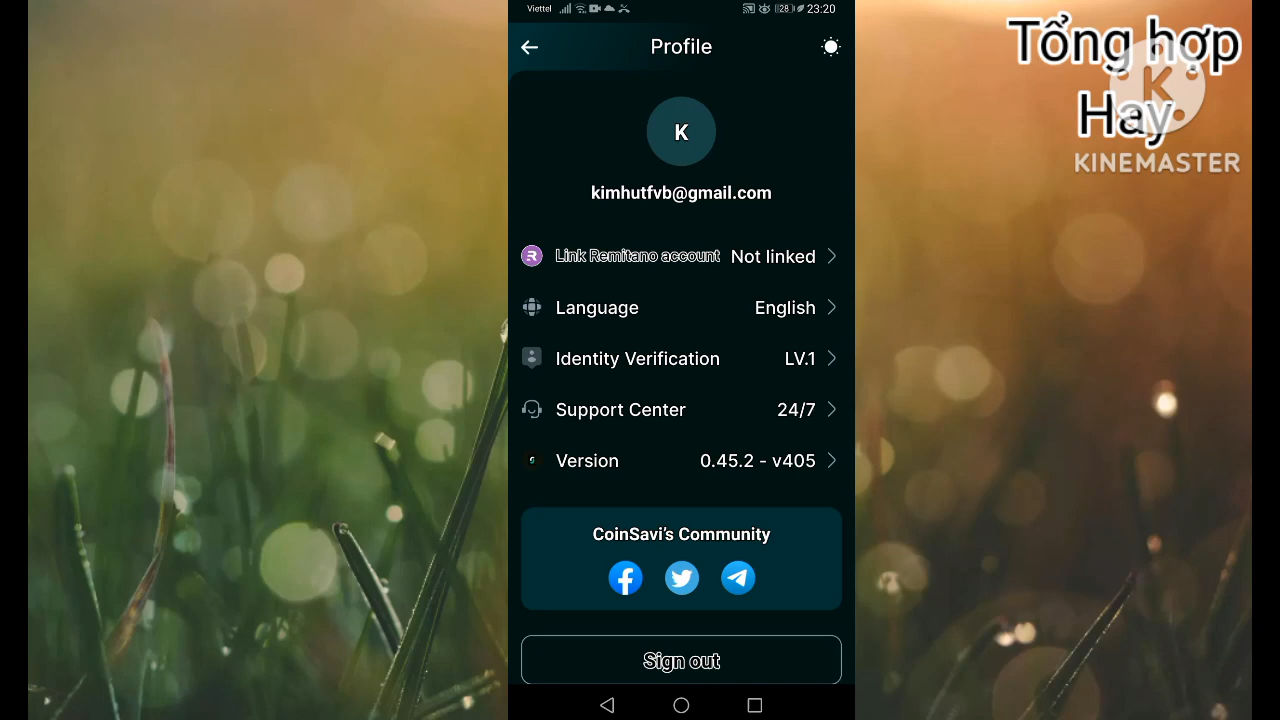 Viettel 28 23:20
Profile
K
kimhutfvb@gmail.com
Link Remitano account Not linked
Language English
Identity Verification LV.1
Support Center 24/7
Version 0.45.2 - v405
CoinSavi’s Community
Sign out
Tổng hợp
Hay
K
KINEMASTER